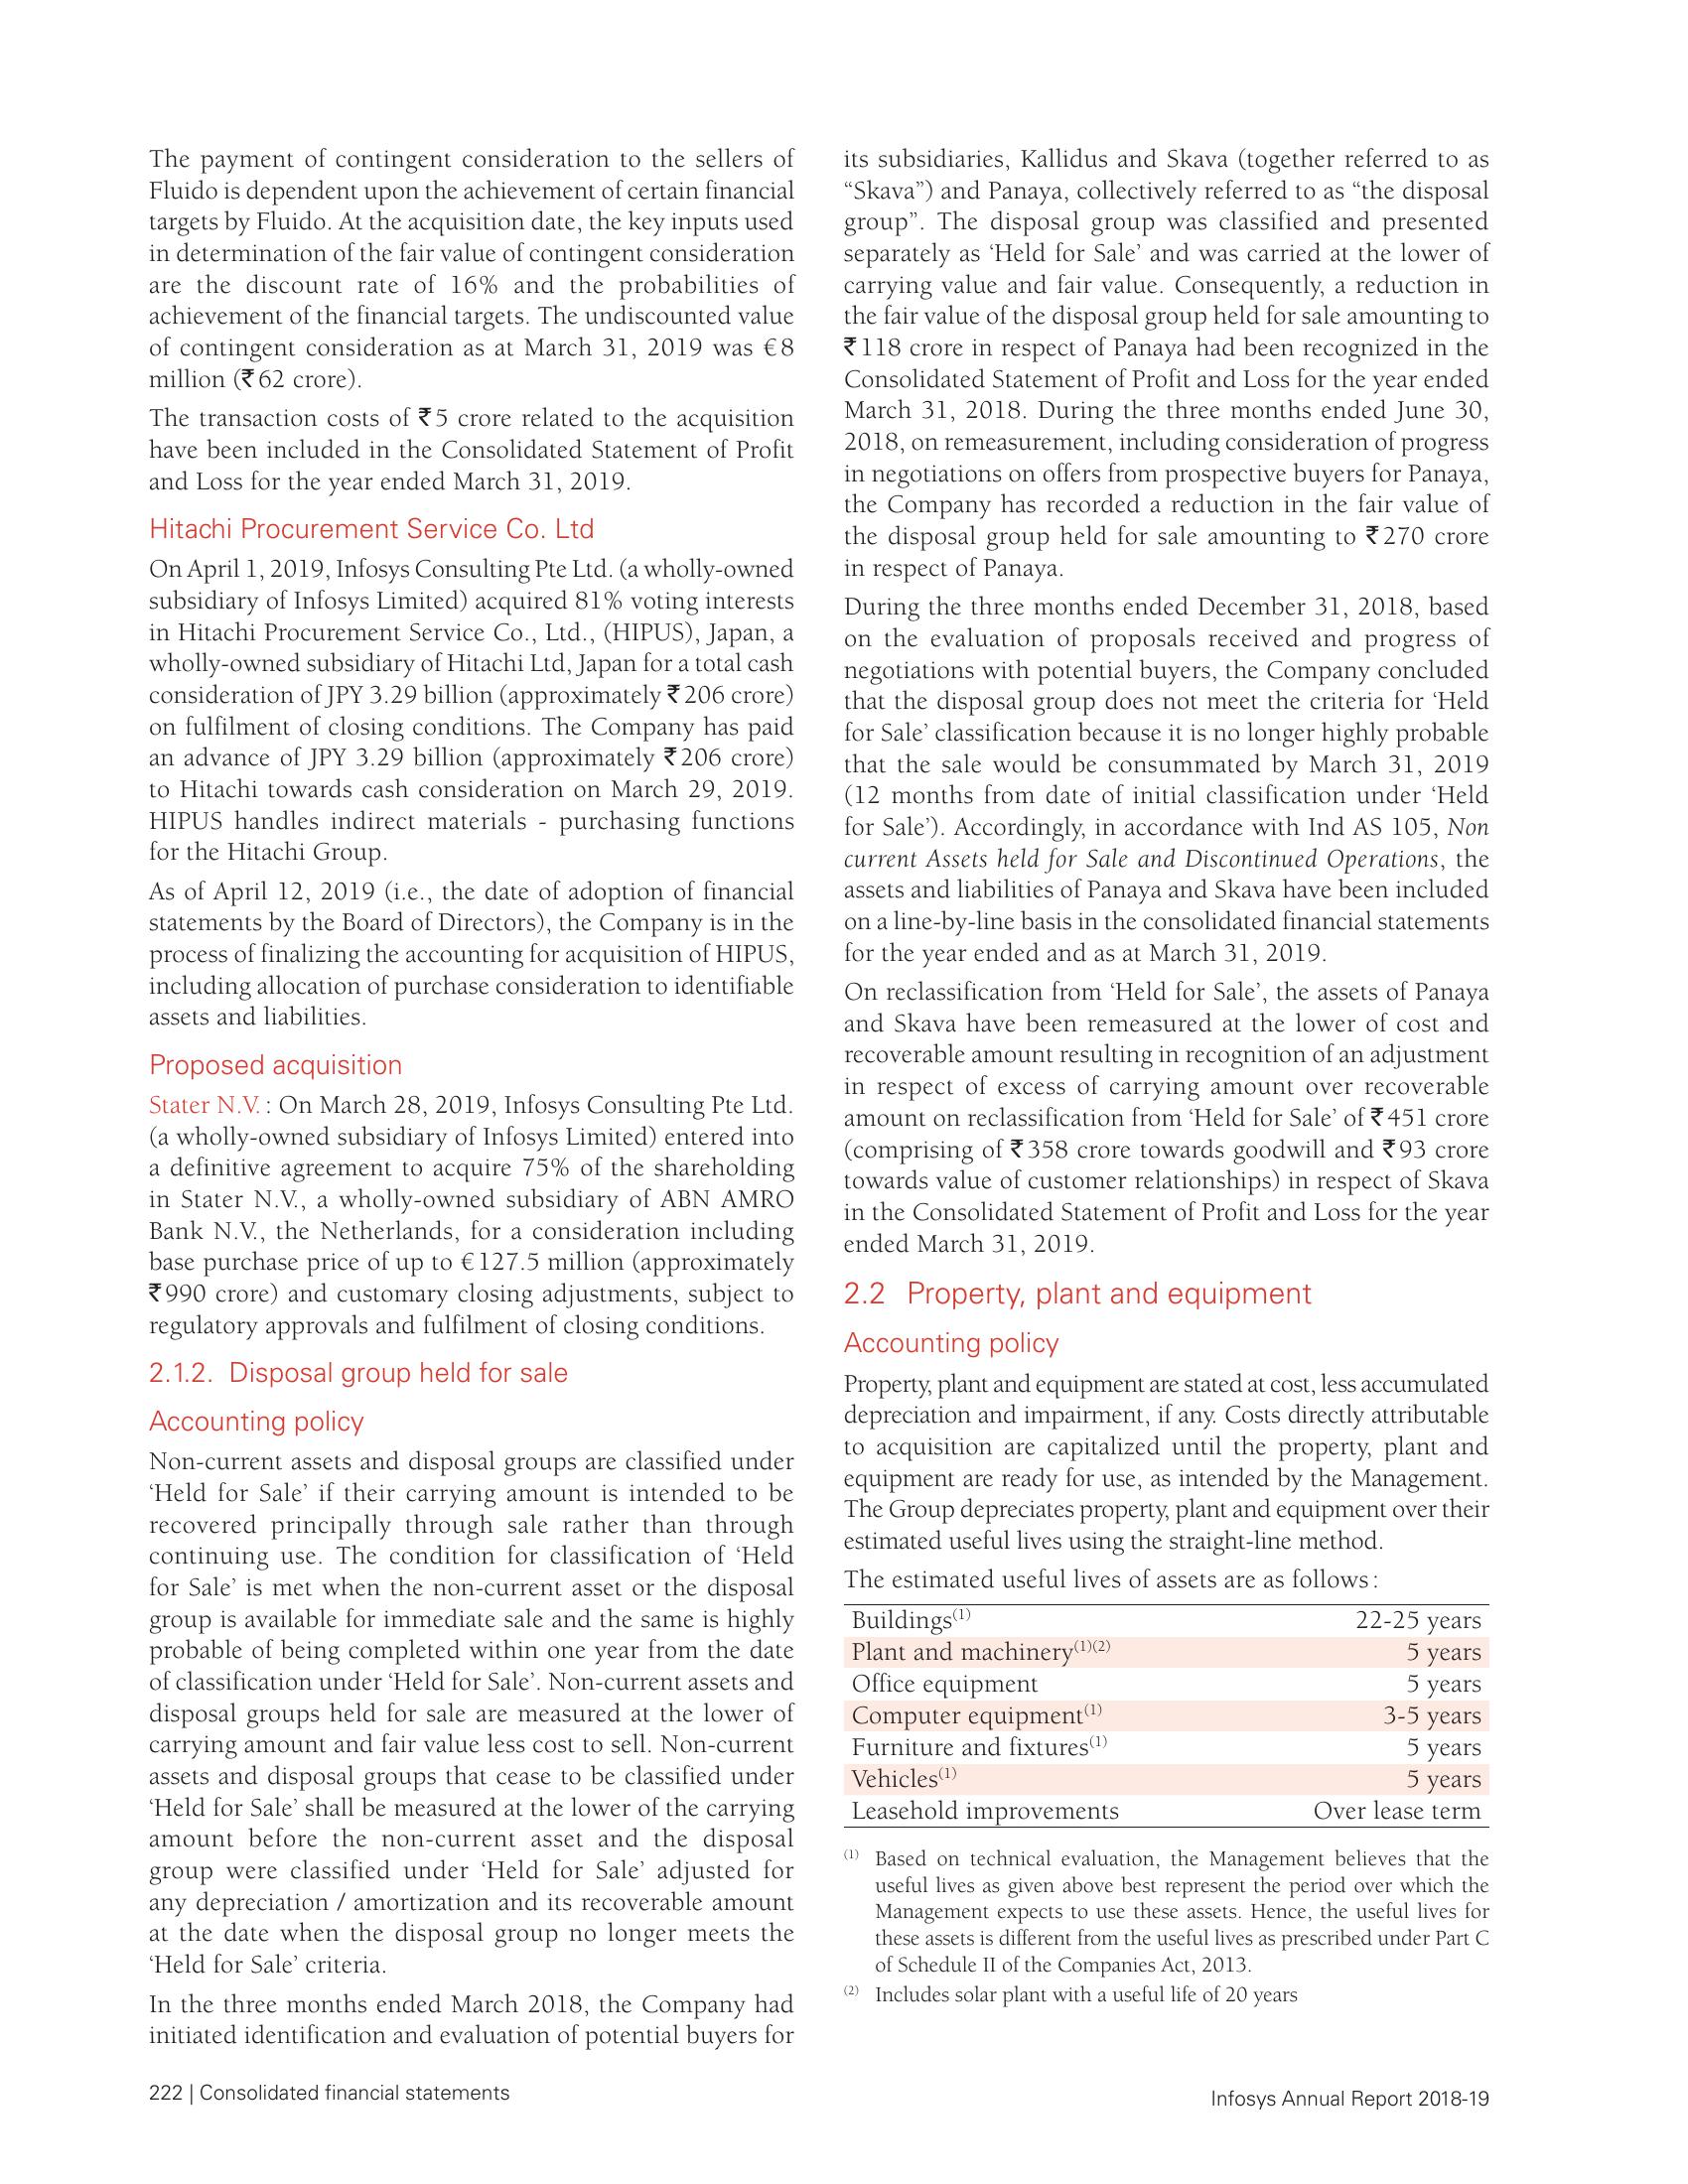 The payment of contingent consideration to the sellers of
Fluido is dependent upon the achievement of certain financial
targets by Fluido. At the acquisition date, the key inputs used
in determination of the fair value of contingent consideration
are the discount rate of 16% and the probabilities of
achievement of the financial targets. The undiscounted value
of contingent consideration as at March 31, 2019 was € 8
million (₹ 62 crore).
The transaction costs of ₹ 5 crore related to the acquisition
have been included in the Consolidated Statement of Profit
and Loss for the year ended March 31, 2019.
Hitachi Procurement Service Co. Ltd
On April 1, 2019, Infosys Consulting Pte Ltd. (a wholly-owned
subsidiary of Infosys Limited) acquired 81% voting interests
in Hitachi Procurement Service Co., Ltd., (HIPUS), Japan, a
wholly-owned subsidiary of Hitachi Ltd, Japan for a total cash
consideration of JPY 3.29 billion (approximately ₹ 206 crore)
on fulfilment of closing conditions. The Company has paid
an advance of JPY 3.29 billion (approximately ₹ 206 crore)
to Hitachi towards cash consideration on March 29, 2019.
HIPUS handles indirect materials - purchasing functions
for the Hitachi Group.
As of April 12, 2019 (i.e., the date of adoption of financial
statements by the Board of Directors), the Company is in the
process of finalizing the accounting for acquisition of HIPUS,
including allocation of purchase consideration to identifiable
assets and liabilities.
Proposed acquisition
Stater N.V. : On March 28, 2019, Infosys Consulting Pte Ltd.
(a wholly-owned subsidiary of Infosys Limited) entered into
a definitive agreement to acquire 75% of the shareholding
in Stater N.V., a wholly-owned subsidiary of ABN AMRO
Bank N.V., the Netherlands, for a consideration including
base purchase price of up to € 127.5 million (approximately
₹ 990 crore) and customary closing adjustments, subject to
regulatory approvals and fulfilment of closing conditions.
2.1.2. Disposal group held for sale
Accounting policy
Non-current assets and disposal groups are classified under
‘Held for Sale’ if their carrying amount is intended to be
recovered principally through sale rather than through
continuing use. The condition for classification of ‘Held
for Sale’ is met when the non-current asset or the disposal
group is available for immediate sale and the same is highly
probable of being completed within one year from the date
of classification under ‘Held for Sale’. Non-current assets and
disposal groups held for sale are measured at the lower of
carrying amount and fair value less cost to sell. Non-current
assets and disposal groups that cease to be classified under
‘Held for Sale’ shall be measured at the lower of the carrying
amount before the non-current asset and the disposal
group were classified under ‘Held for Sale’ adjusted for
any depreciation / amortization and its recoverable amount
at the date when the disposal group no longer meets the
‘Held for Sale’ criteria.
In the three months ended March 2018, the Company had
initiated identification and evaluation of potential buyers for
its subsidiaries, Kallidus and Skava (together referred to as
“Skava”) and Panaya, collectively referred to as “the disposal
group”. The disposal group was classified and presented
separately as ‘Held for Sale’ and was carried at the lower of
carrying value and fair value. Consequently, a reduction in
the fair value of the disposal group held for sale amounting to
₹ 118 crore in respect of Panaya had been recognized in the
Consolidated Statement of Profit and Loss for the year ended
March 31, 2018. During the three months ended June 30,
2018, on remeasurement, including consideration of progress
in negotiations on offers from prospective buyers for Panaya,
the Company has recorded a reduction in the fair value of
the disposal group held for sale amounting to ₹ 270 crore
in respect of Panaya.
During the three months ended December 31, 2018, based
on the evaluation of proposals received and progress of
negotiations with potential buyers, the Company concluded
that the disposal group does not meet the criteria for ‘Held
for Sale’ classification because it is no longer highly probable
that the sale would be consummated by March 31, 2019
(12 months from date of initial classification under ‘Held
for Sale’). Accordingly, in accordance with Ind AS 105, Non
current Assets held for Sale and Discontinued Operations, the
assets and liabilities of Panaya and Skava have been included
on a line-by-line basis in the consolidated financial statements
for the year ended and as at March 31, 2019.
On reclassification from ‘Held for Sale’, the assets of Panaya
and Skava have been remeasured at the lower of cost and
recoverable amount resulting in recognition of an adjustment
in respect of excess of carrying amount over recoverable
amount on reclassification from ‘Held for Sale’ of ₹ 451 crore
(comprising of ₹ 358 crore towards goodwill and ₹ 93 crore
towards value of customer relationships) in respect of Skava
in the Consolidated Statement of Profit and Loss for the year
ended March 31, 2019.
2.2 Property, plant and equipment
Accounting policy
Property, plant and equipment are stated at cost, less accumulated
depreciation and impairment, if any. Costs directly attributable
to acquisition are capitalized until the property, plant and
equipment are ready for use, as intended by the Management.
The Group depreciates property, plant and equipment over their
estimated useful lives using the straight-line method.
The estimated useful lives of assets are as follows :
Buildings(1) 22-25 years
Plant and machinery(1)(2) 5 years
Office equipment 5 years
Computer equipment(1) 3-5 years
Furniture and fixtures(1) 5 years
Vehicles(1) 5 years
Leasehold improvements Over lease term
(1) Based on technical evaluation, the Management believes that the
useful lives as given above best represent the period over which the
Management expects to use these assets. Hence, the useful lives for
these assets is different from the useful lives as prescribed under Part C
of Schedule II of the Companies Act, 2013.
(2) Includes solar plant with a useful life of 20 years
222 | Consolidated financial statements
Infosys Annual Report 2018-19